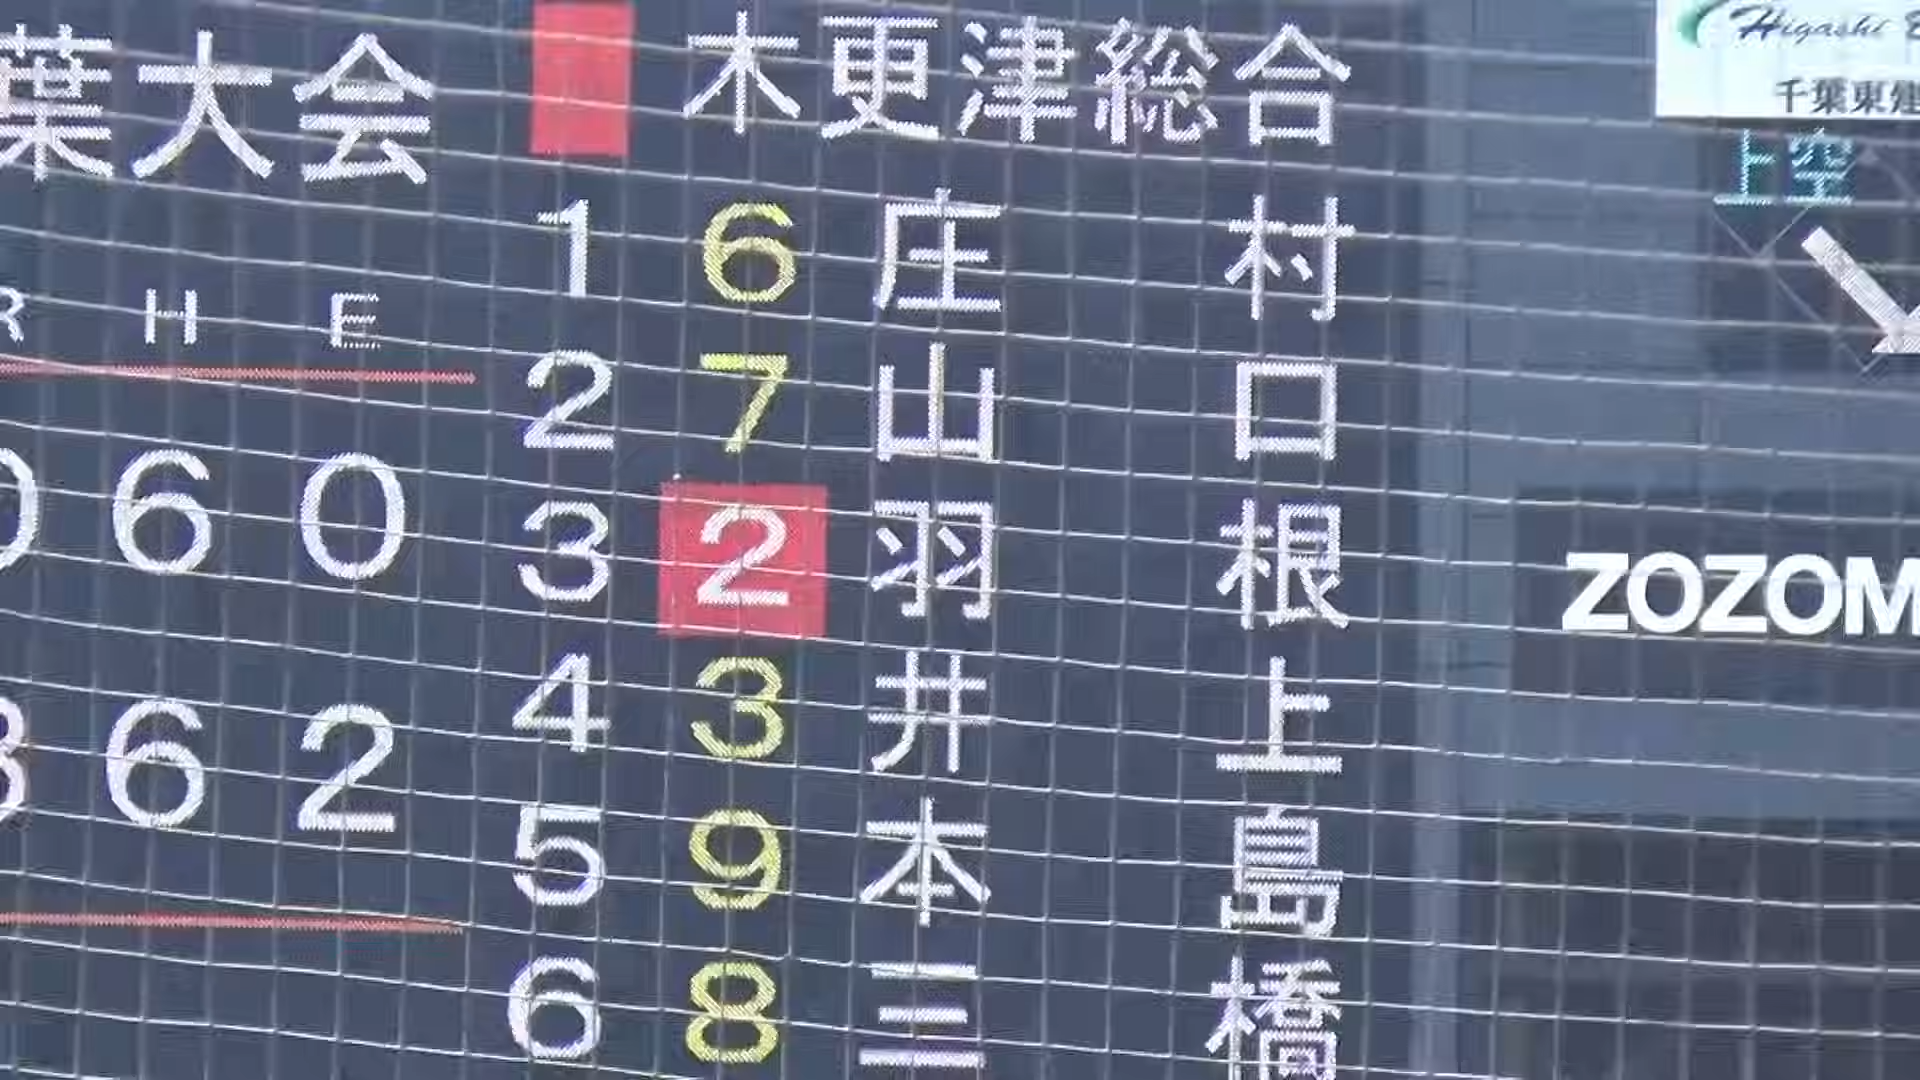 葉大会
H E
6 0
6 2
木更津総合
1 6 庄村
2 7 山口
3 2 羽根
4 3 井上
5 9 本島
6 8 三橋
Higashi
千葉東建
上空
ZOZOM